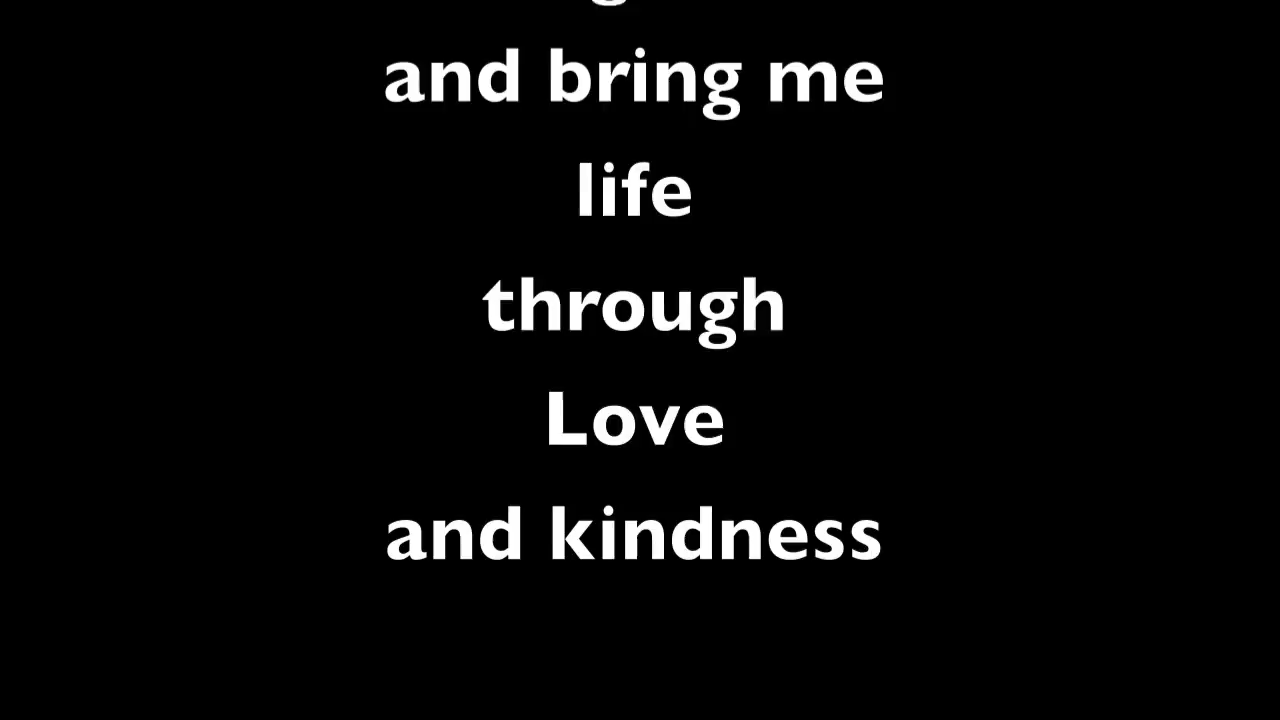 and bring me
life
through
Love
and kindness